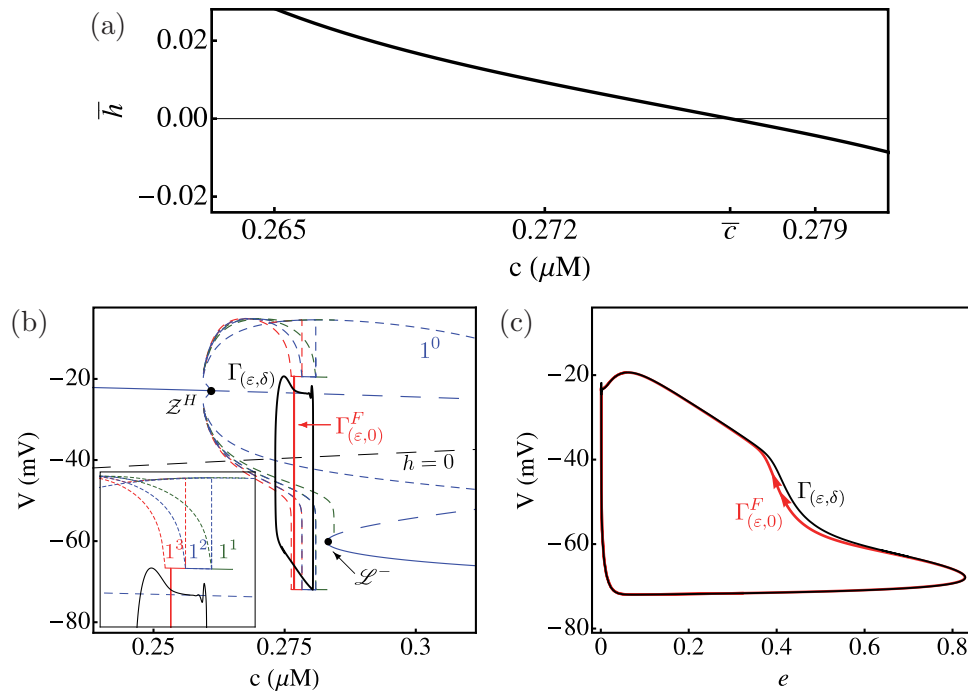 (a)
0.02
0.00
−0.02
h̅
0.265
0.272
c̅
0.279
c (μM)
(b)
−20
−40
−60
−80
V (mV)
1⁰
Γ(ε,δ)
𝒵ᴴ
Γᶠ(ε,0)
h̅ = 0
1³ 1² 1¹
ℒ⁻
0.25
0.275
0.3
c (μM)
(c)
−20
−40
−60
−80
V (mV)
Γ(ε,δ)
Γᶠ(ε,0)
0
0.2
0.4
0.6
0.8
e